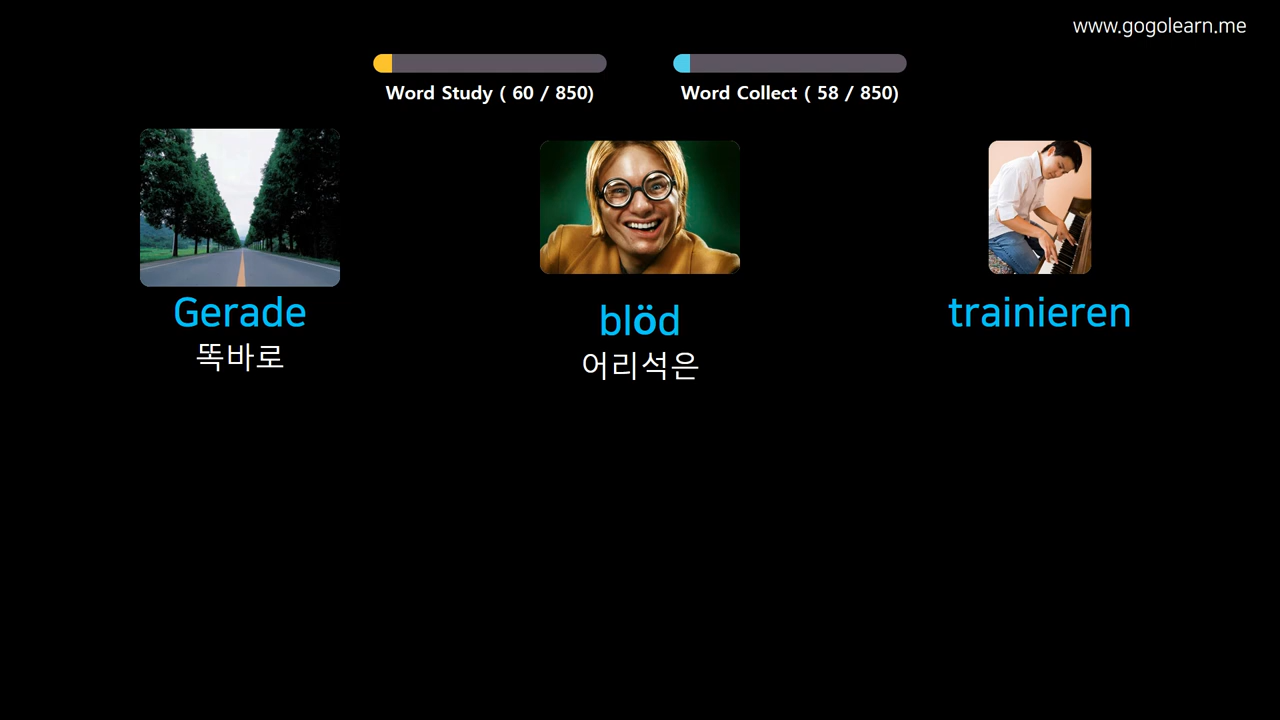 www.gogolearn.me
Word Study ( 60 / 850)
Word Collect ( 58 / 850)
Gerade
똑바로
blöd
어리석은
trainieren